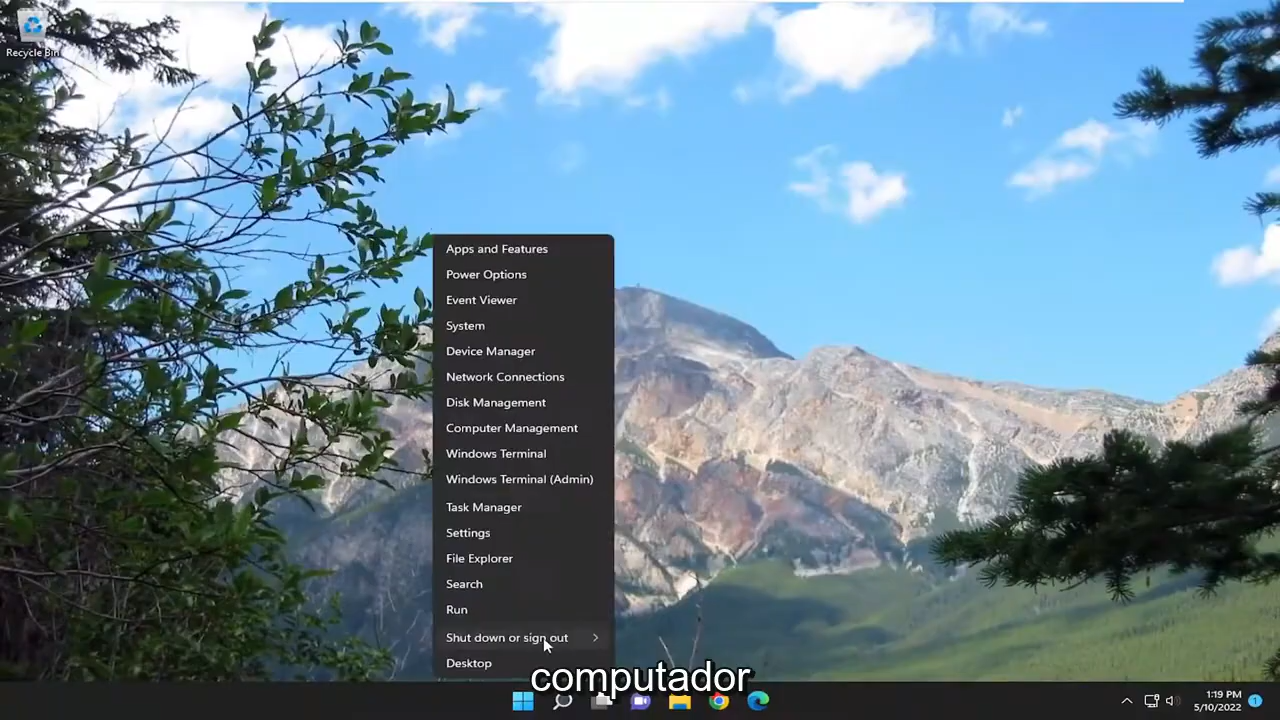 Recycle Bin
Apps and Features
Power Options
Event Viewer
System
Device Manager
Network Connections
Disk Management
Computer Management
Windows Terminal
Windows Terminal (Admin)
Task Manager
Settings
File Explorer
Search
Run
Shut down or sign out
Desktop
computador
1:19 PM
5/10/2022
1